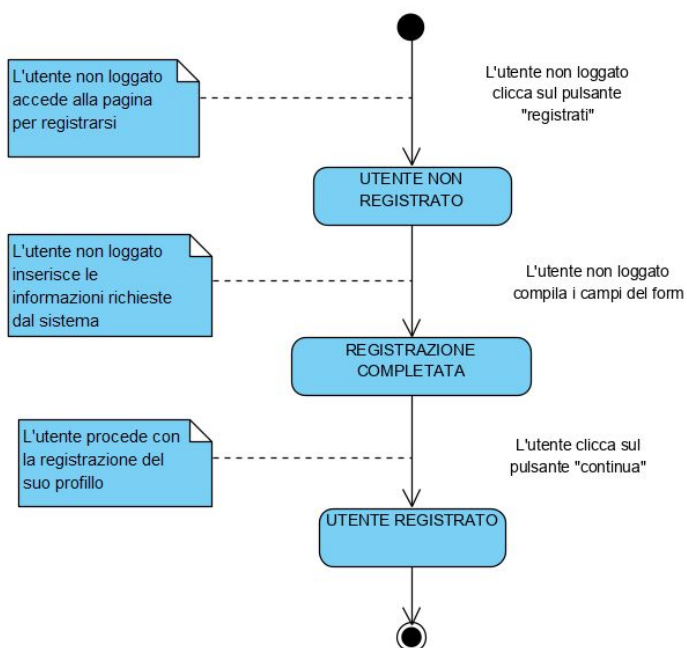 L'utente non loggato
accede alla pagina
per registrarsi
L'utente non loggato
clicca sul pulsante
"registrati"
UTENTE NON
REGISTRATO
L'utente non loggato
inserisce le
informazioni richieste
dal sistema
L'utente non loggato
compila i campi del form
REGISTRAZIONE
COMPLETATA
L'utente procede con
la registrazione del
suo profillo
L'utente clicca sul
pulsante "continua"
UTENTE REGISTRATO